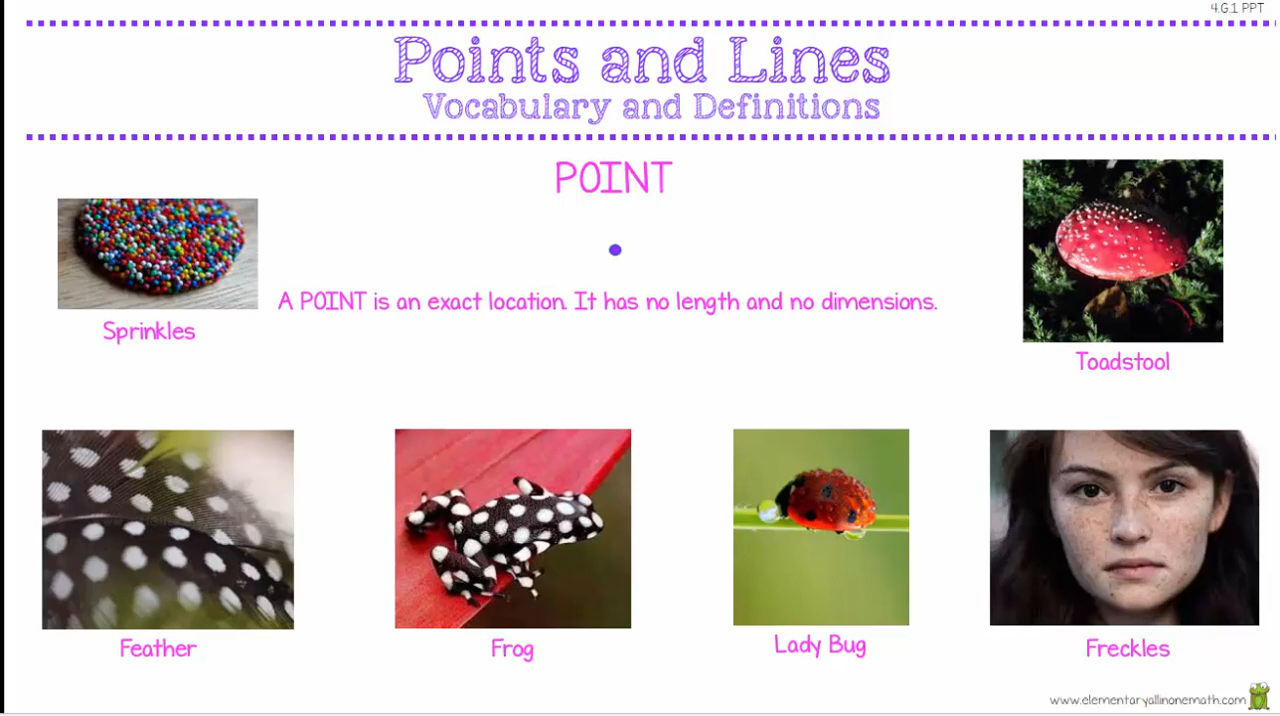 4.G.1 PPT
Points and Lines
Vocabulary and Definitions
POINT
A POINT is an exact location. It has no length and no dimensions.
Sprinkles
Toadstool
Feather
Frog
Lady Bug
Freckles
www.elementaryallinonemath.com